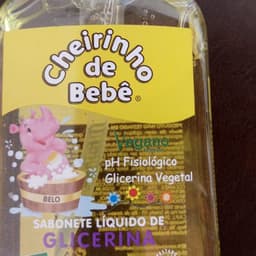 Cheirinho
de
Bebê®
vegano
pH Fisiológico
Glicerina Vegetal
BELO
SABONETE LÍQUIDO DE
GLICERINA